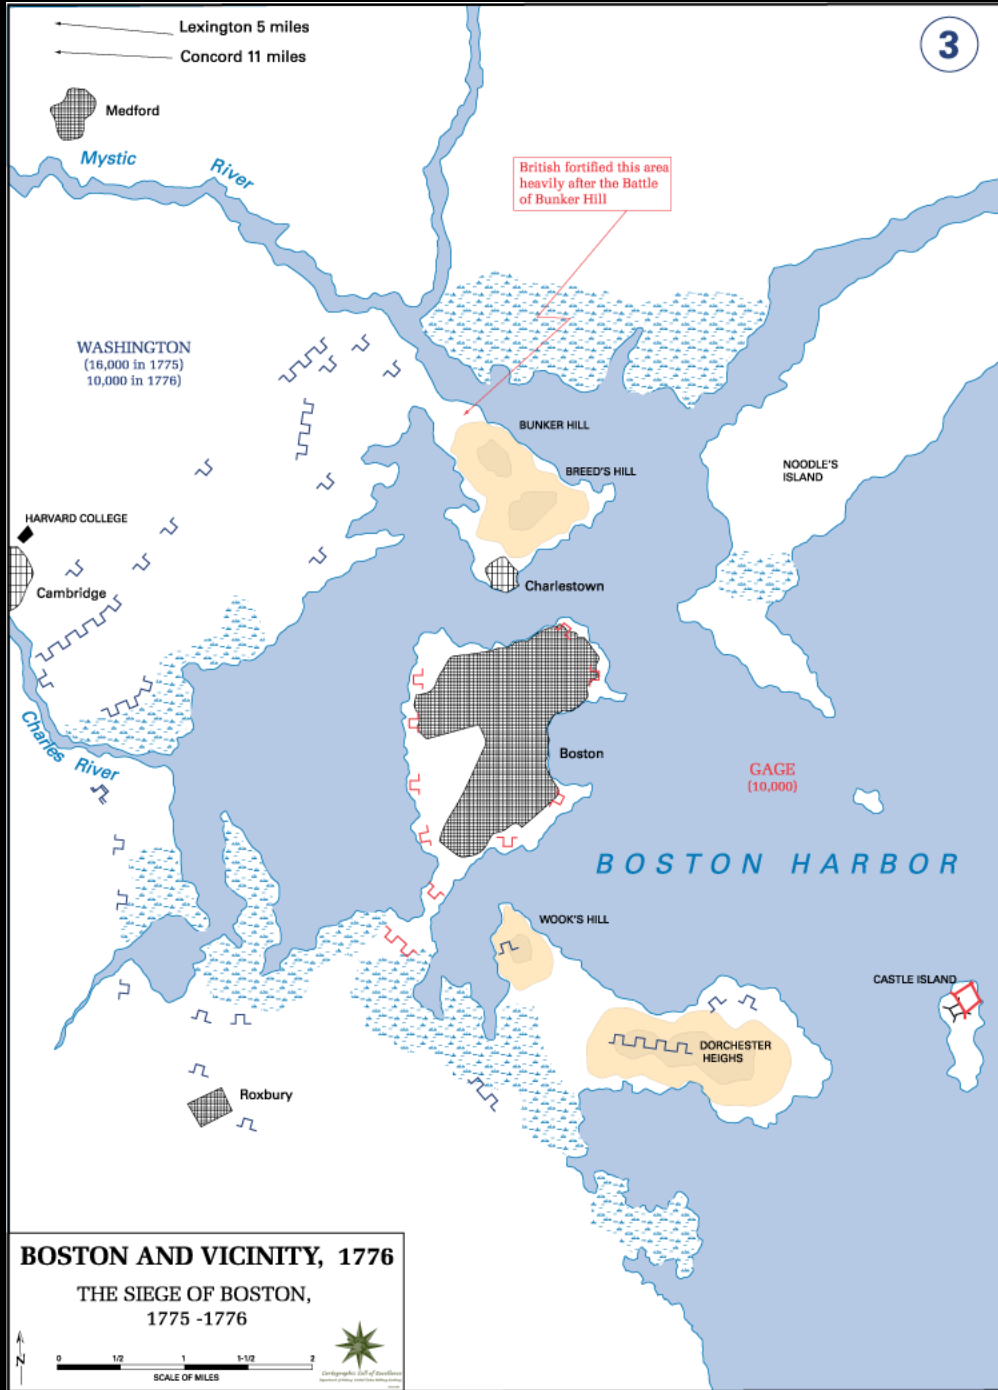 Lexington 5 miles
Concord 11 miles
3
Medford
Mystic River
British fortified this area
heavily after the Battle
of Bunker Hill
WASHINGTON
(16,000 in 1775)
10,000 in 1776)
BUNKER HILL
BREED'S HILL
NOODLE'S
ISLAND
HARVARD COLLEGE
Cambridge
Charlestown
Charles River
Boston
GAGE
(10,000)
BOSTON HARBOR
WOOK'S HILL
CASTLE ISLAND
DORCHESTER
HEIGHS
Roxbury
BOSTON AND VICINITY, 1776
THE SIEGE OF BOSTON,
1775 -1776
N
0 1/2 1 1-1/2 2
SCALE OF MILES
Cartographic Cell of Excellence